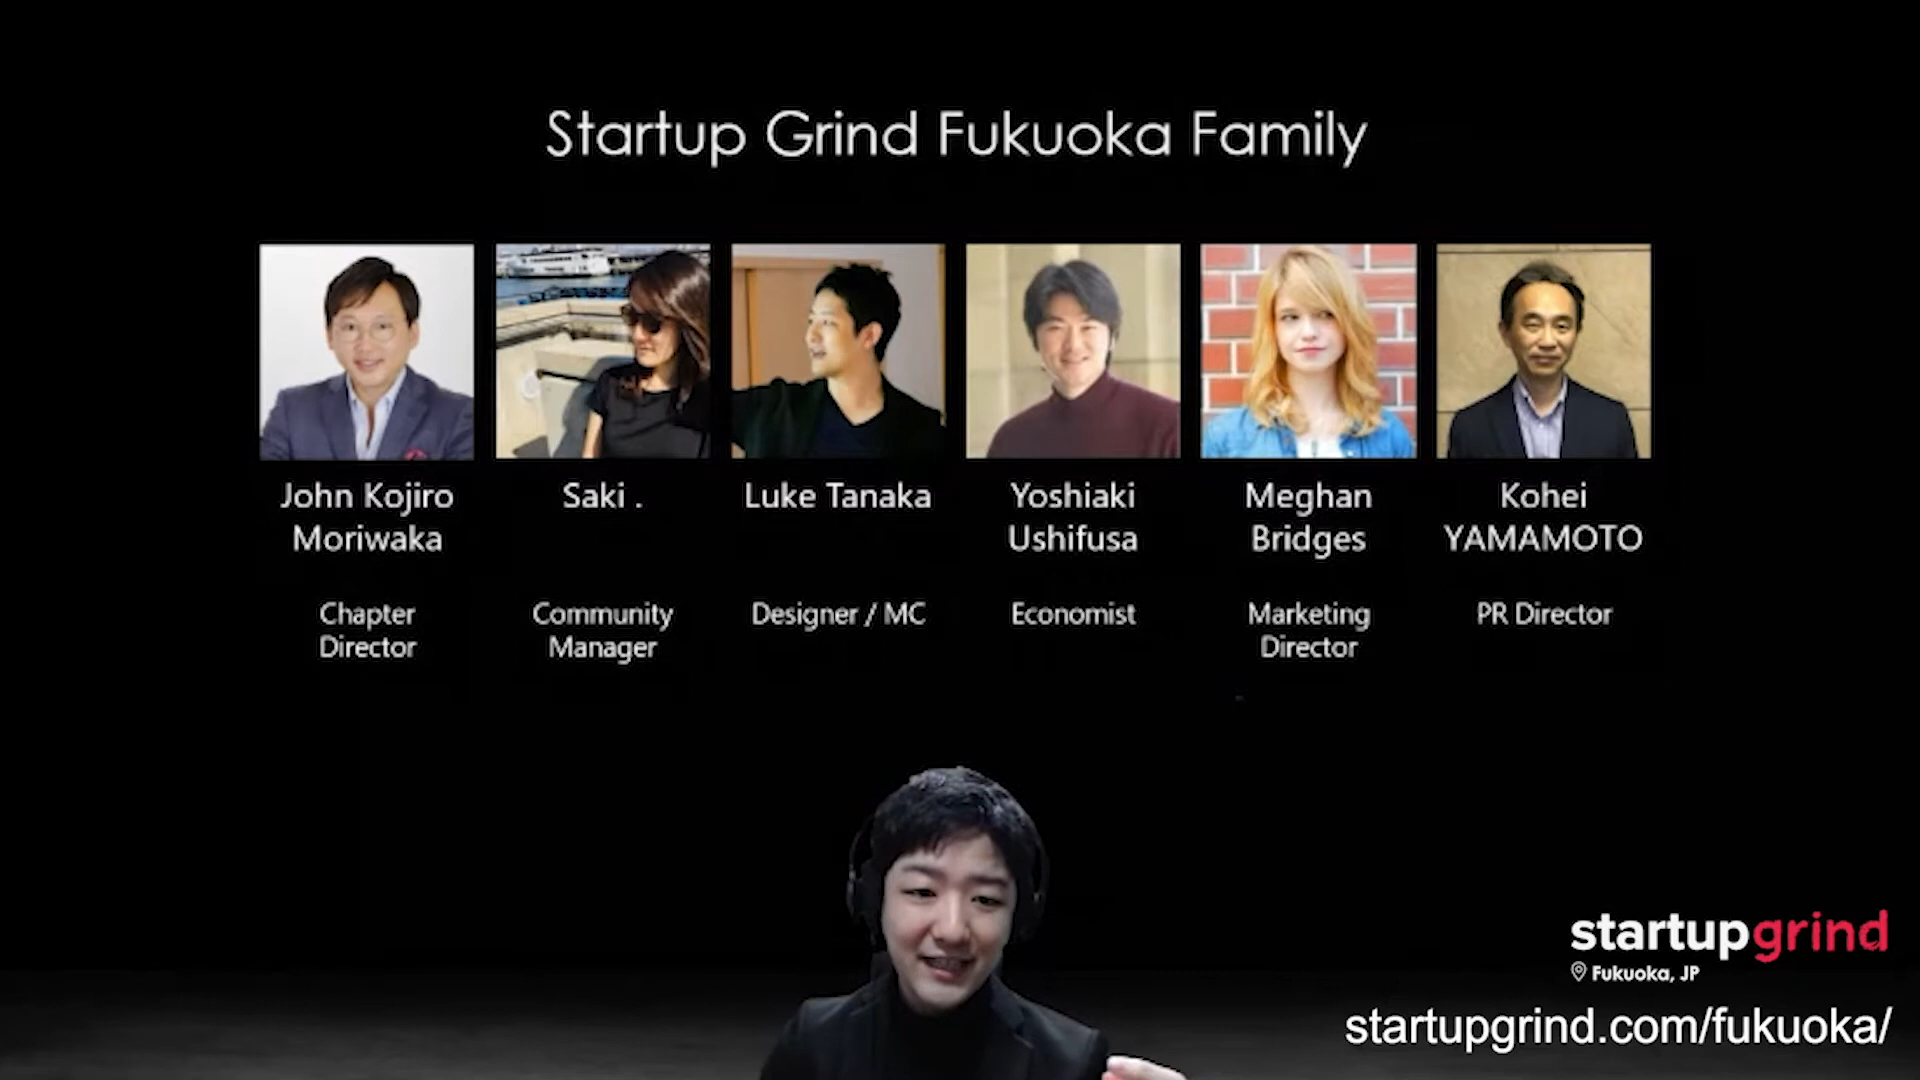 Startup Grind Fukuoka Family
John Kojiro
Moriwaka
Chapter
Director
Saki .
Community
Manager
Luke Tanaka
Designer / MC
Yoshiaki
Ushifusa
Economist
Meghan
Bridges
Marketing
Director
Kohei
YAMAMOTO
PR Director
startupgrind
Fukuoka, JP
startupgrind.com/fukuoka/